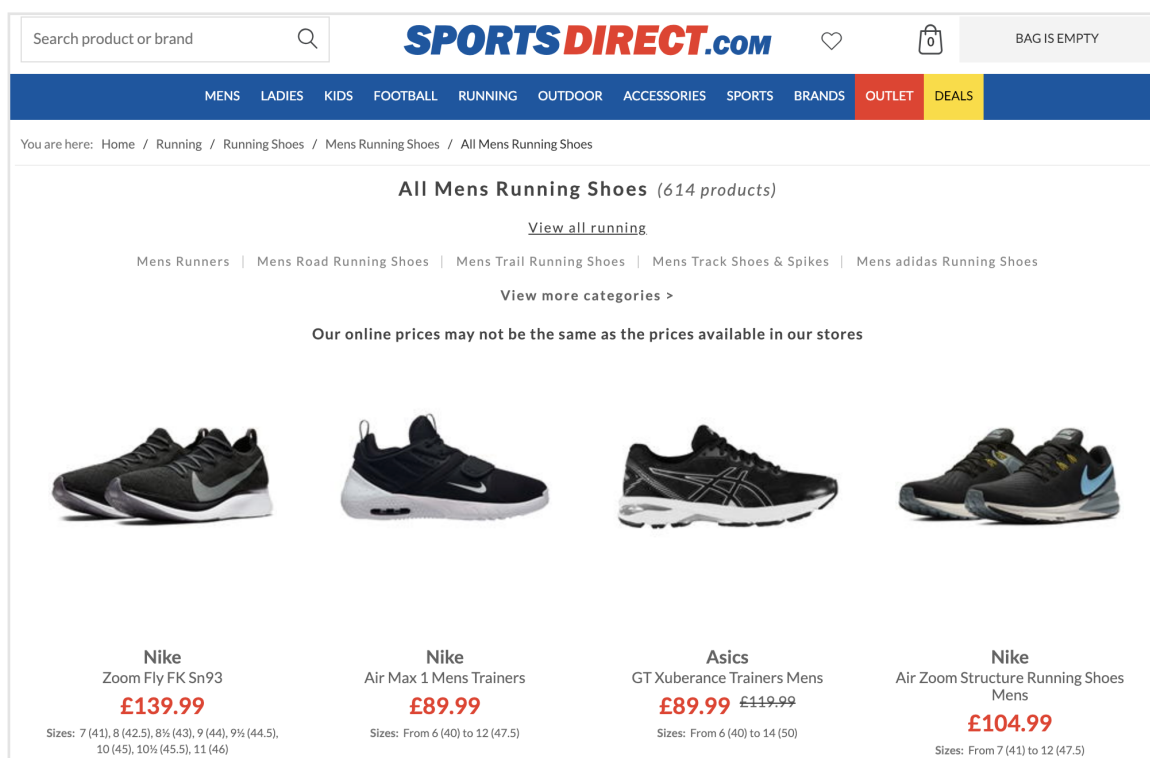 Search product or brand
SPORTSDIRECT.COM
0
BAG IS EMPTY
MENS LADIES KIDS FOOTBALL RUNNING OUTDOOR ACCESSORIES SPORTS BRANDS OUTLET DEALS
You are here: Home / Running / Running Shoes / Mens Running Shoes / All Mens Running Shoes
All Mens Running Shoes (614 products)
View all running
Mens Runners | Mens Road Running Shoes | Mens Trail Running Shoes | Mens Track Shoes & Spikes | Mens adidas Running Shoes
View more categories >
Our online prices may not be the same as the prices available in our stores
Nike
Zoom Fly FK Sn93
£139.99
Sizes: 7 (41), 8 (42.5), 8½ (43), 9 (44), 9½ (44.5),
10 (45), 10½ (45.5), 11 (46)
Nike
Air Max 1 Mens Trainers
£89.99
Sizes: From 6 (40) to 12 (47.5)
Asics
GT Xuberance Trainers Mens
£89.99 £119.99
Sizes: From 6 (40) to 14 (50)
Nike
Air Zoom Structure Running Shoes
Mens
£104.99
Sizes: From 7 (41) to 12 (47.5)